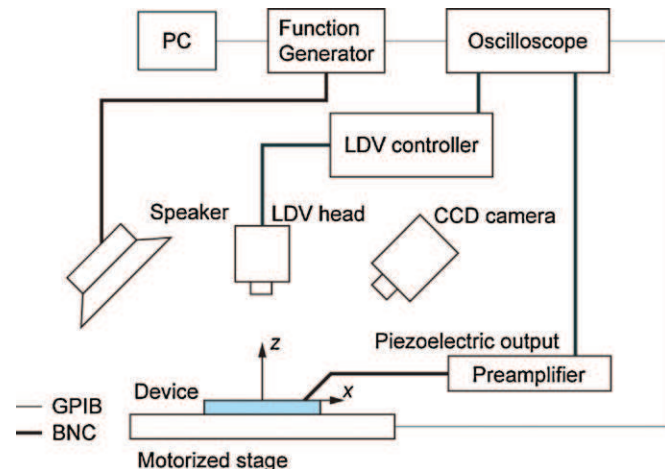 PC
Function
Generator
Oscilloscope
LDV controller
Speaker
LDV head
CCD camera
z
Piezoelectric output
Preamplifier
Device
x
GPIB
BNC
Motorized stage